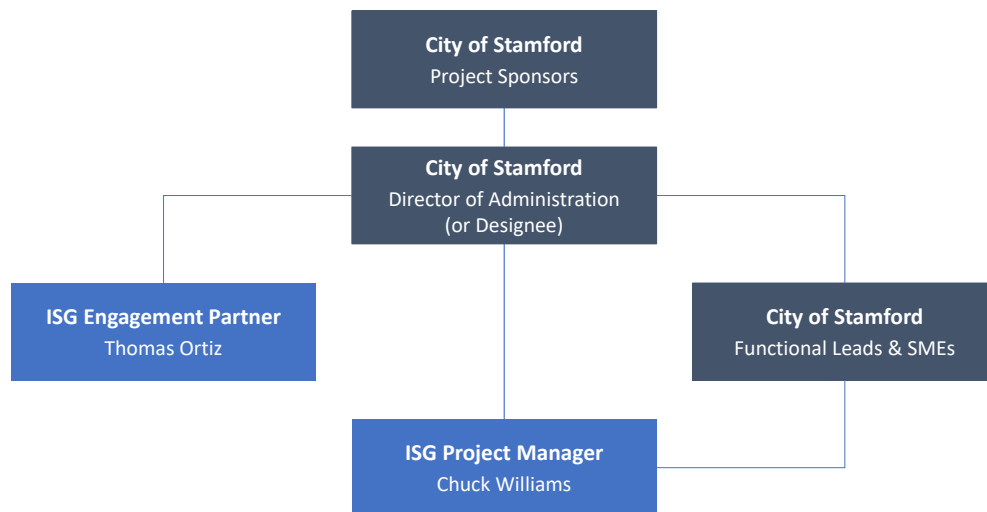 City of Stamford
Project Sponsors
City of Stamford
Director of Administration
(or Designee)
ISG Engagement Partner
Thomas Ortiz
City of Stamford
Functional Leads & SMEs
ISG Project Manager
Chuck Williams